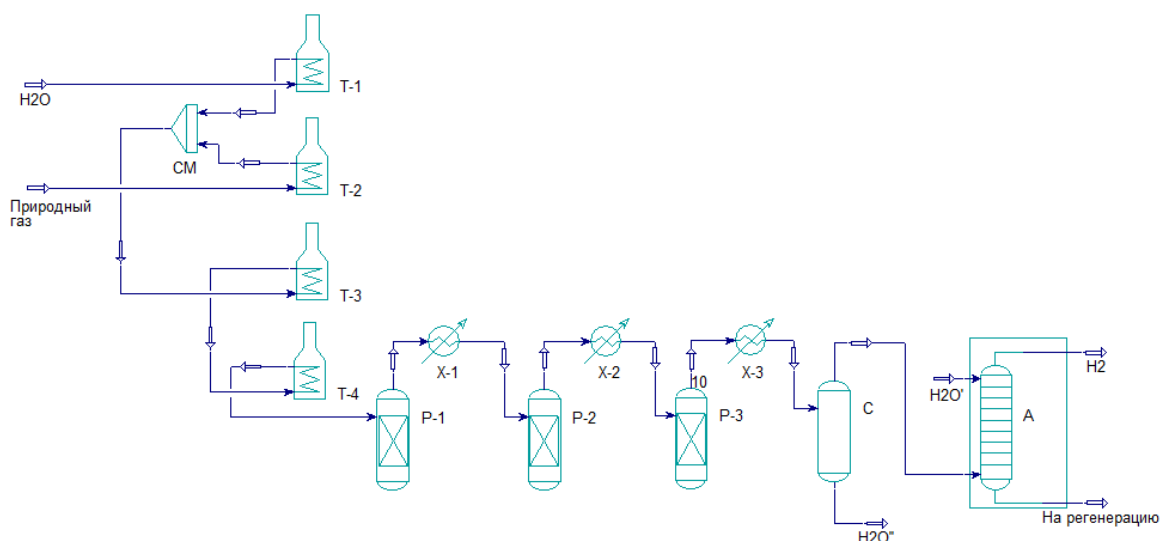 T-1
H2O
СМ
T-2
Природный
газ
T-3
T-4
X-1
X-2
X-3
10
P-1
P-2
P-3
С
H2O'
А
H2
На регенерацию
H2O"